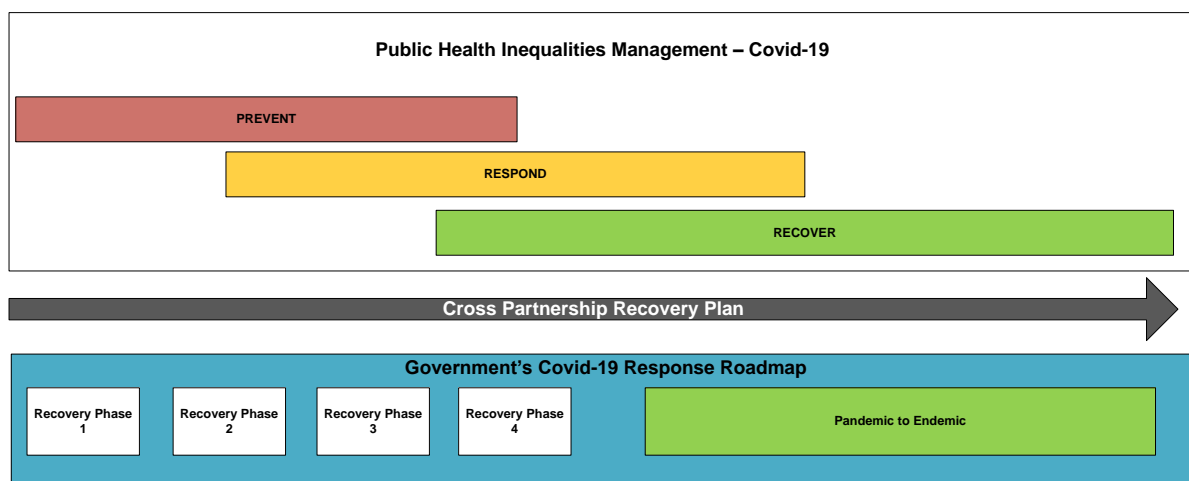 Public Health Inequalities Management – Covid-19
PREVENT
RESPOND
RECOVER
Cross Partnership Recovery Plan
Government's Covid-19 Response Roadmap
Recovery Phase
1
Recovery Phase
2
Recovery Phase
3
Recovery Phase
4
Pandemic to Endemic